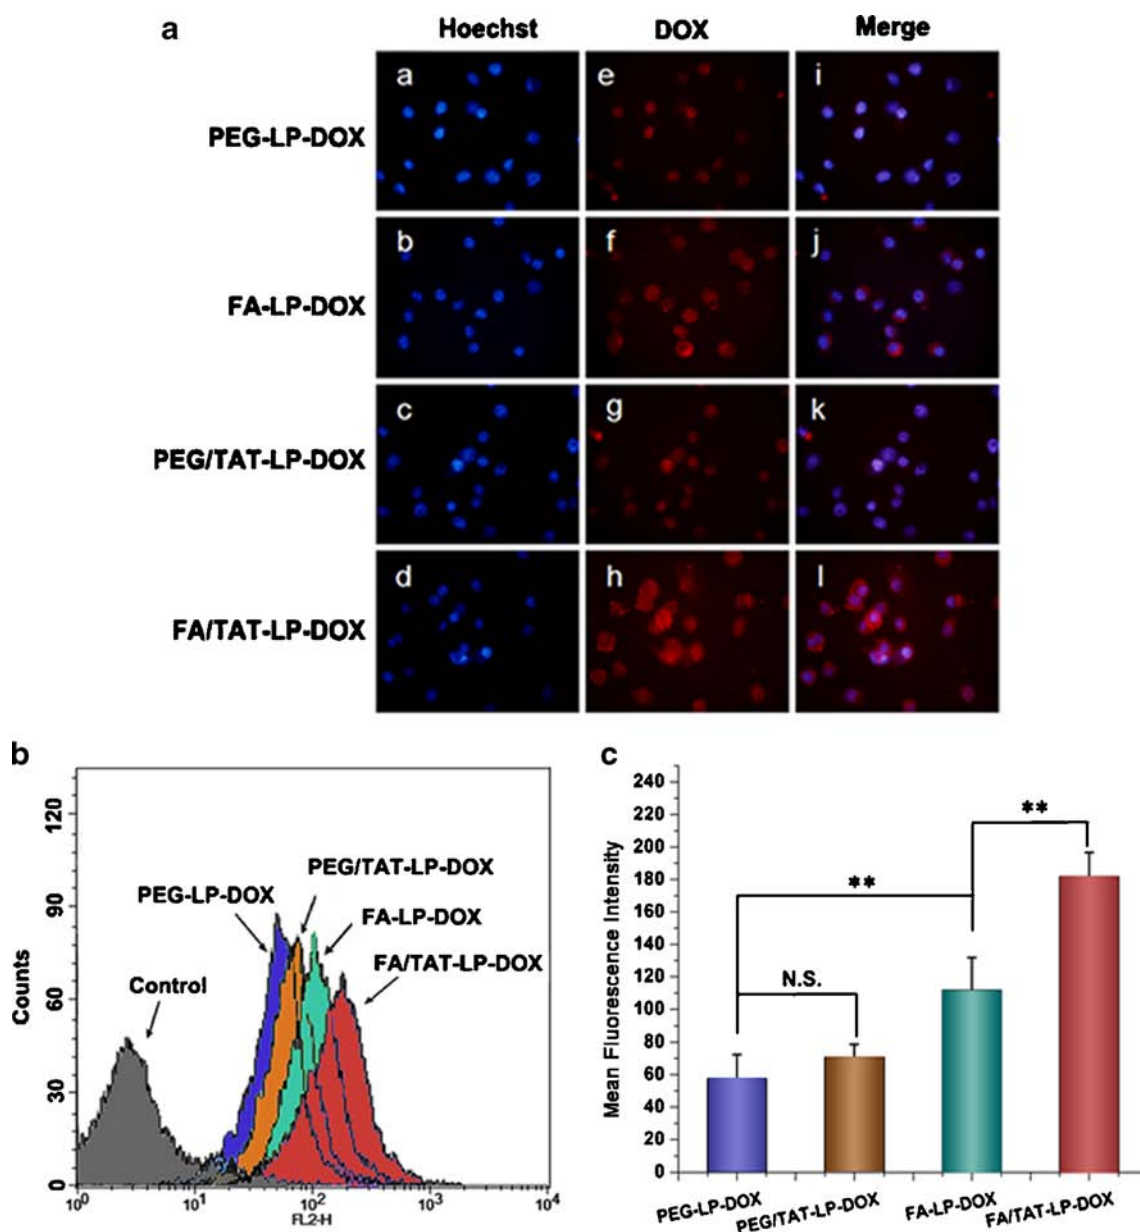 a
Hoechst DOX Merge
PEG-LP-DOX
a e i
FA-LP-DOX
b f j
PEG/TAT-LP-DOX
c g k
FA/TAT-LP-DOX
d h l
b
Counts
120
90
60
30
0
PEG/TAT-LP-DOX
PEG-LP-DOX
FA-LP-DOX
FA/TAT-LP-DOX
Control
10⁰ 10¹ 10² 10³ 10⁴
FL2-H
c
Mean Fluorescence Intensity
240
220
200
180
160
140
120
100
80
60
40
20
0
**
**
N.S.
PEG-LP-DOX PEG/TAT-LP-DOX FA-LP-DOX FA/TAT-LP-DOX